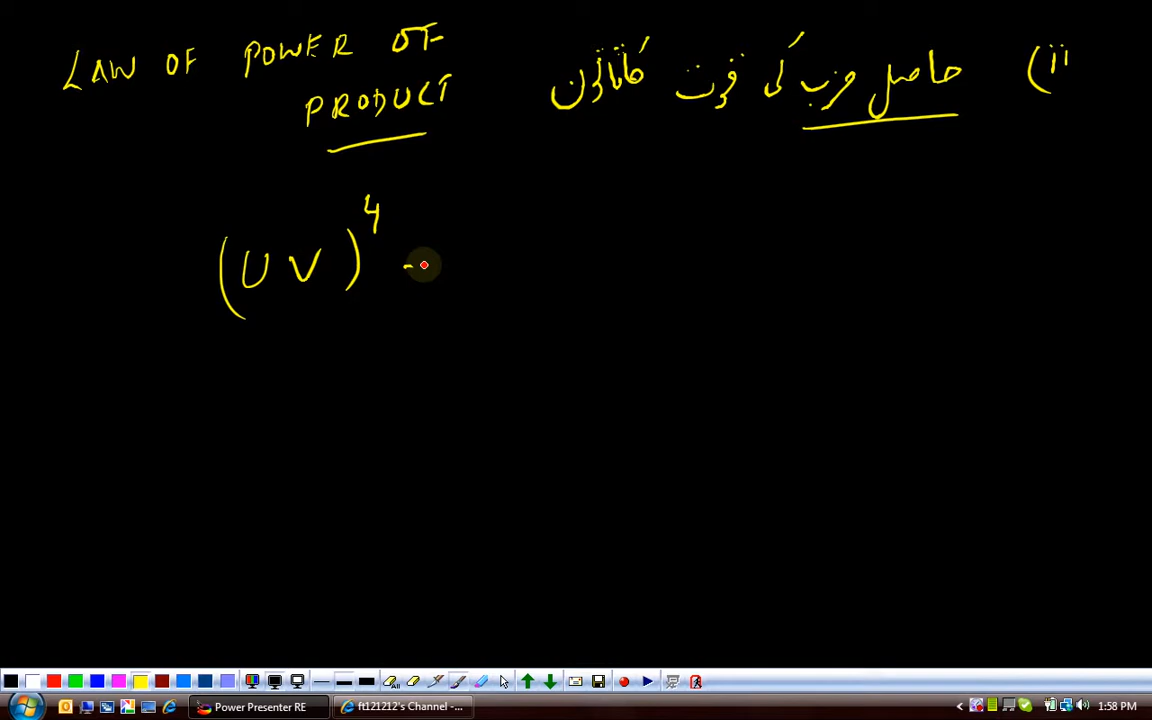 LAW OF POWER OF
PRODUCT
ii) حاصل ضرب کی قوت کا قانون
(UV)⁴ -
Power Presenter RE
ft121212's Channel - ...
1:58 PM